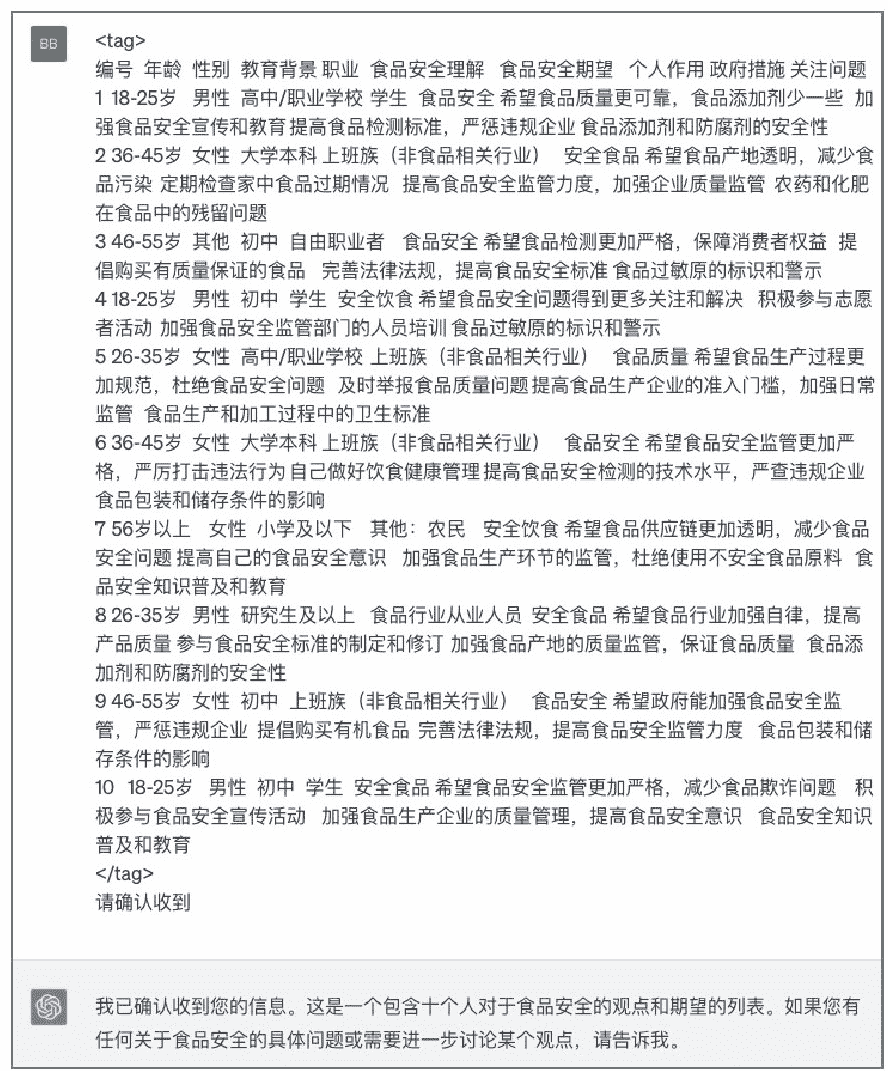 BB
<tag>
编号 年龄 性别 教育背景 职业 食品安全理解 食品安全期望 个人作用 政府措施 关注问题
1 18-25岁 男性 高中/职业学校 学生 食品安全 希望食品质量更可靠，食品添加剂少一些 加
强食品安全宣传和教育 提高食品检测标准，严惩违规企业 食品添加剂和防腐剂的安全性
2 36-45岁 女性 大学本科 上班族（非食品相关行业） 安全食品 希望食品产地透明，减少食
品污染 定期检查家中食品过期情况 提高食品安全监管力度，加强企业质量监管 农药和化肥
在食品中的残留问题
3 46-55岁 其他 初中 自由职业者 食品安全 希望食品检测更加严格，保障消费者权益 提
倡购买有质量保证的食品 完善法律法规，提高食品安全标准 食品过敏原的标识和警示
4 18-25岁 男性 初中 学生 安全饮食 希望食品安全问题得到更多关注和解决 积极参与志愿
者活动 加强食品安全监管部门的人员培训 食品过敏原的标识和警示
5 26-35岁 女性 高中/职业学校 上班族（非食品相关行业） 食品质量 希望食品生产过程更
加规范，杜绝食品安全问题 及时举报食品质量问题 提高食品生产企业的准入门槛，加强日常
监管 食品生产和加工过程中的卫生标准
6 36-45岁 女性 大学本科 上班族（非食品相关行业） 食品安全 希望食品安全监管更加严
格，严厉打击违法行为 自己做好饮食健康管理 提高食品安全检测的技术水平，严查违规企业
食品包装和储存条件的影响
7 56岁以上 女性 小学及以下 其他：农民 安全饮食 希望食品供应链更加透明，减少食品
安全问题 提高自己的食品安全意识 加强食品生产环节的监管，杜绝使用不安全食品原料 食
品安全知识普及和教育
8 26-35岁 男性 研究生及以上 食品行业从业人员 安全食品 希望食品行业加强自律，提高
产品质量 参与食品安全标准的制定和修订 加强食品产地的质量监管，保证食品质量 食品添
加剂和防腐剂的安全性
9 46-55岁 女性 初中 上班族（非食品相关行业） 食品安全 希望政府能加强食品安全监
管，严惩违规企业 提倡购买有机食品 完善法律法规，提高食品安全监管力度 食品包装和储
存条件的影响
10 18-25岁 男性 初中 学生 安全食品 希望食品安全监管更加严格，减少食品欺诈问题 积
极参与食品安全宣传活动 加强食品生产企业的质量管理，提高食品安全意识 食品安全知识
普及和教育
</tag>
请确认收到
我已确认收到您的信息。这是一个包含十个人对于食品安全的观点和期望的列表。如果您有
任何关于食品安全的具体问题或需要进一步讨论某个观点，请告诉我。